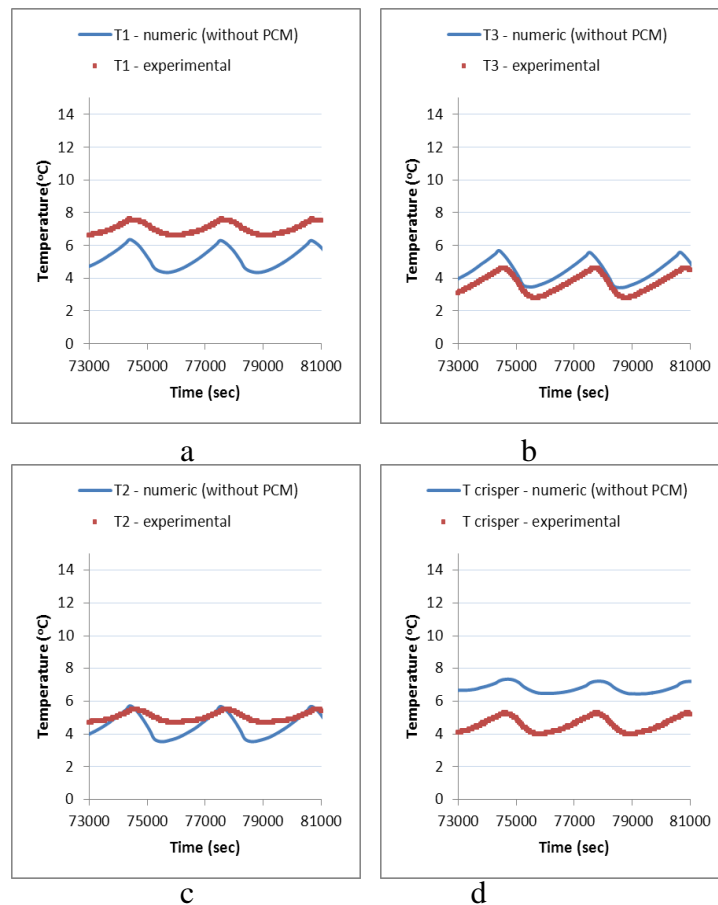 T1 - numeric (without PCM)
T1 - experimental
Temperature(°C)
14
12
10
8
6
4
2
0
73000 75000 77000 79000 81000
Time (sec)
a
T3 - numeric (without PCM)
T3 - experimental
Temperature (°C)
14
12
10
8
6
4
2
0
73000 75000 77000 79000 81000
Time (sec)
b
T2 - numeric (without PCM)
T2 - experimental
Temperature (°C)
14
12
10
8
6
4
2
0
73000 75000 77000 79000 81000
Time (sec)
c
T crisper - numeric (without PCM)
T crisper - experimental
Temperature (°C)
14
12
10
8
6
4
2
0
73000 75000 77000 79000 81000
Time (sec)
d